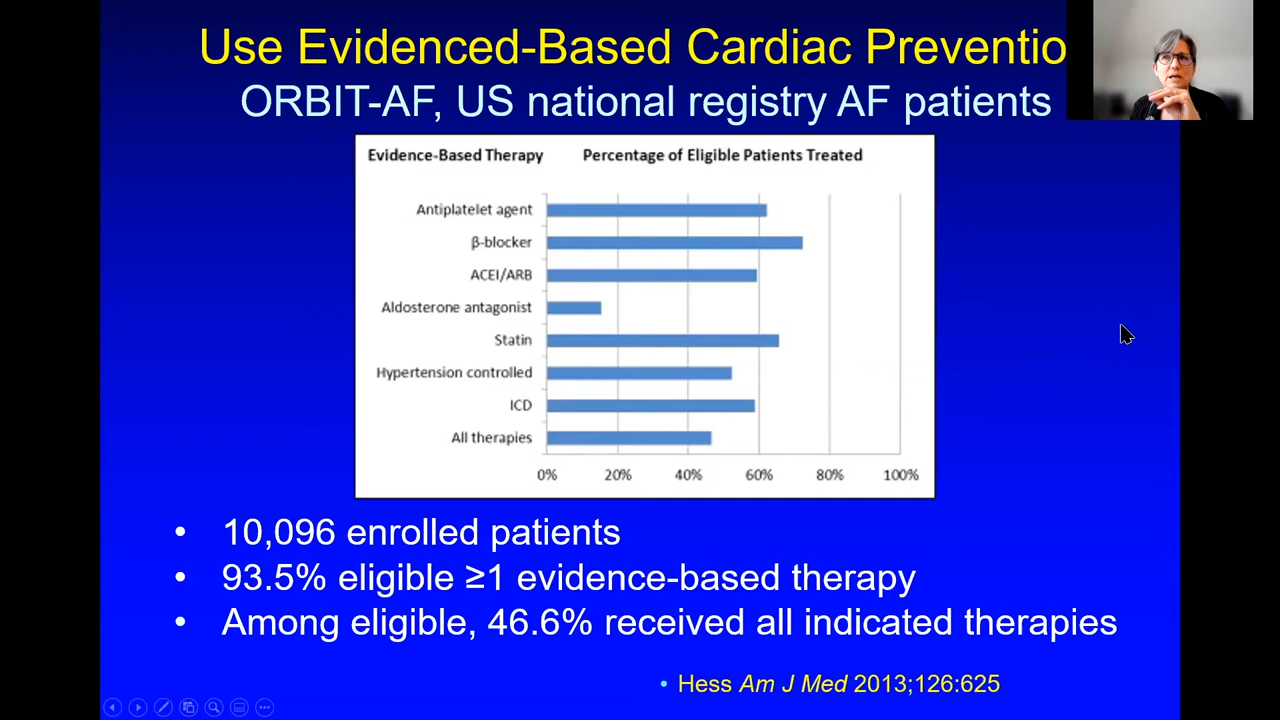 Use Evidenced-Based Cardiac Preventio
ORBIT-AF, US national registry AF patients
Evidence-Based Therapy Percentage of Eligible Patients Treated
Antiplatelet agent
β-blocker
ACEI/ARB
Aldosterone antagonist
Statin
Hypertension controlled
ICD
All therapies
0% 20% 40% 60% 80% 100%
• 10,096 enrolled patients
• 93.5% eligible ≥1 evidence-based therapy
• Among eligible, 46.6% received all indicated therapies
• Hess Am J Med 2013;126:625